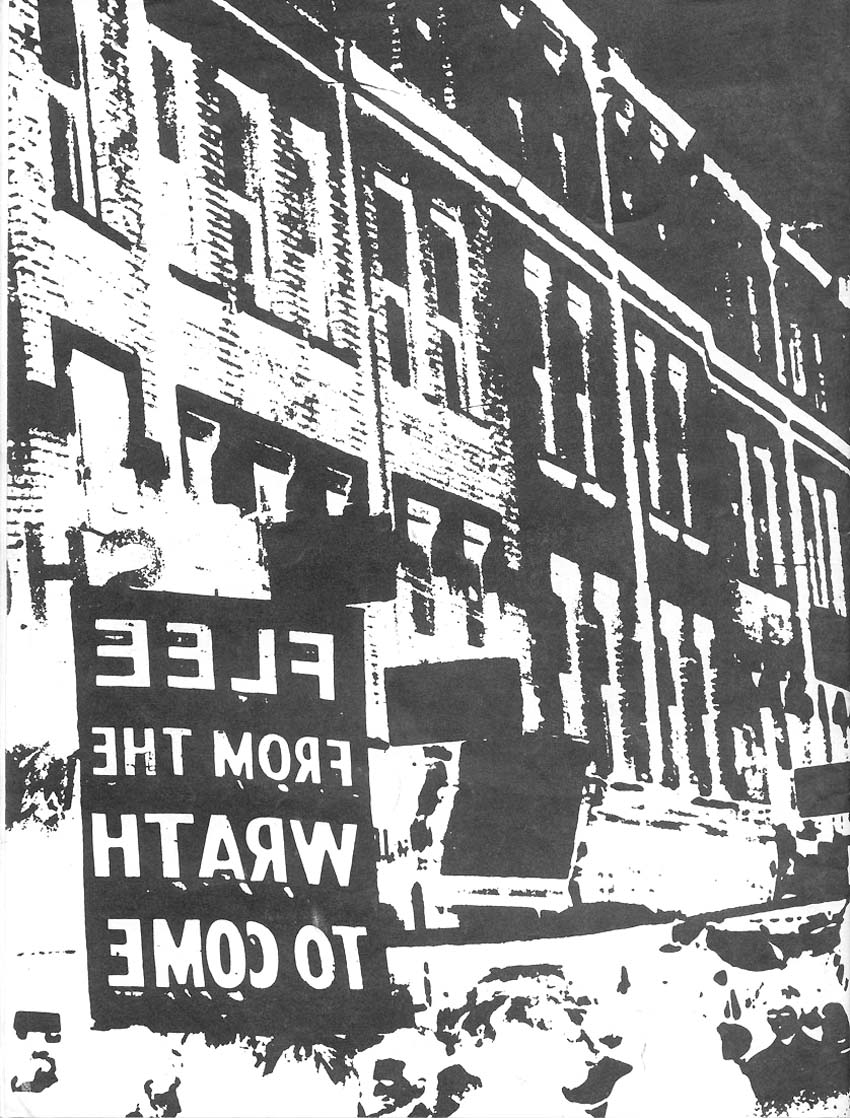 FLEE
FROM THE
WRATH
TO COME